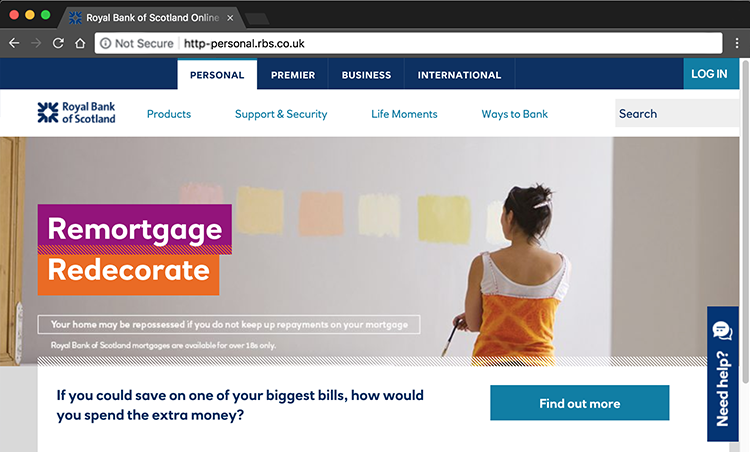 Royal Bank of Scotland Online
Not Secure http-personal.rbs.co.uk
PERSONAL PREMIER BUSINESS INTERNATIONAL LOG IN
Royal Bank
of Scotland
Products Support & Security Life Moments Ways to Bank Search
Remortgage
Redecorate
Your home may be repossessed if you do not keep up repayments on your mortgage
Royal Bank of Scotland mortgages are available for over 18s only.
Need help?
If you could save on one of your biggest bills, how would
you spend the extra money?
Find out more